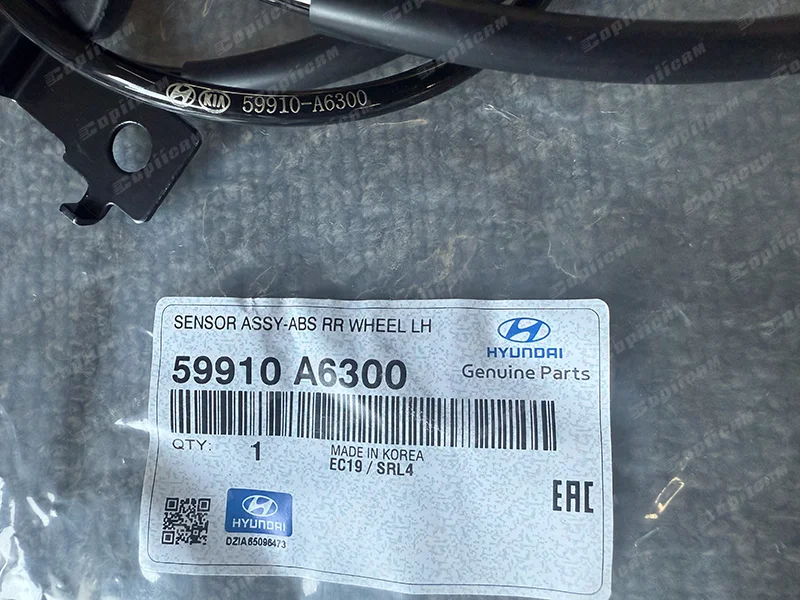 KIA 59910-A6300
SENSOR ASSY-ABS RR WHEEL LH
HYUNDAI
59910 A6300
Genuine Parts
QTY: 1
MADE IN KOREA
EC19 / SRL4
EAC
HYUNDAI
DZIA65096473
Copiicam